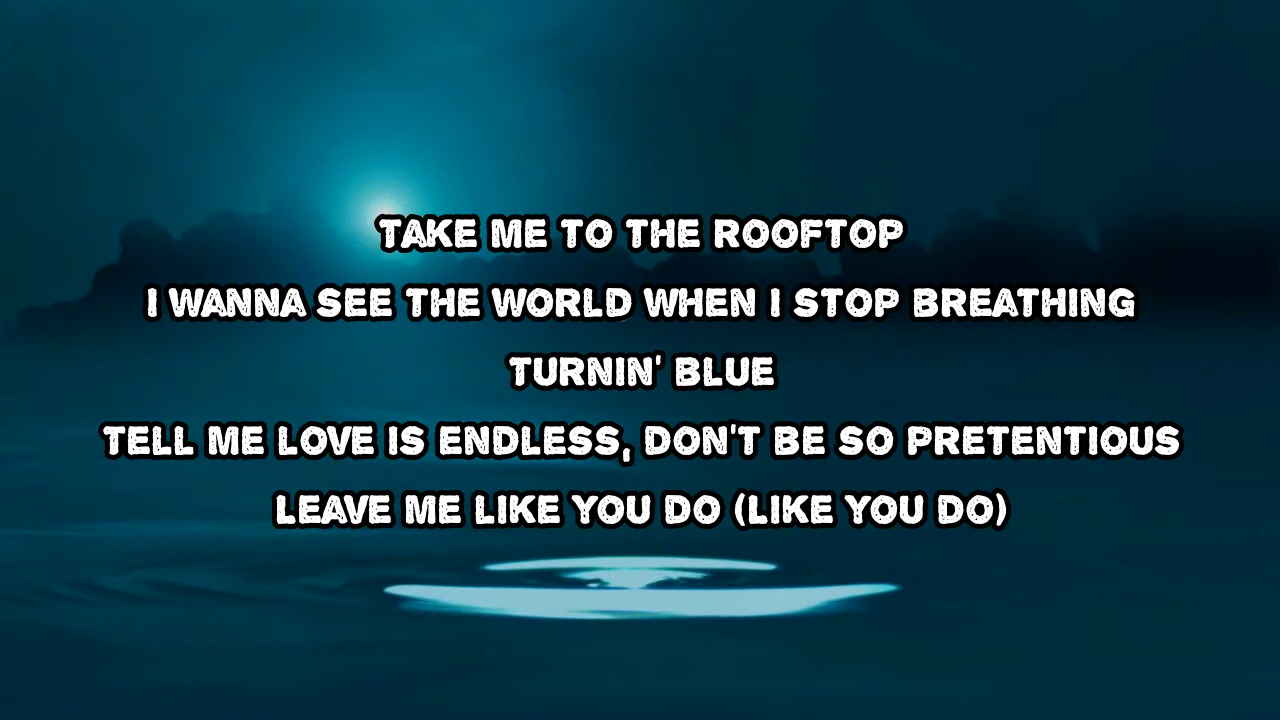 TAKE ME TO THE ROOFTOP
I WANNA SEE THE WORLD WHEN I STOP BREATHING
TURNIN' BLUE
TELL ME LOVE IS ENDLESS, DON'T BE SO PRETENTIOUS
LEAVE ME LIKE YOU DO (LIKE YOU DO)